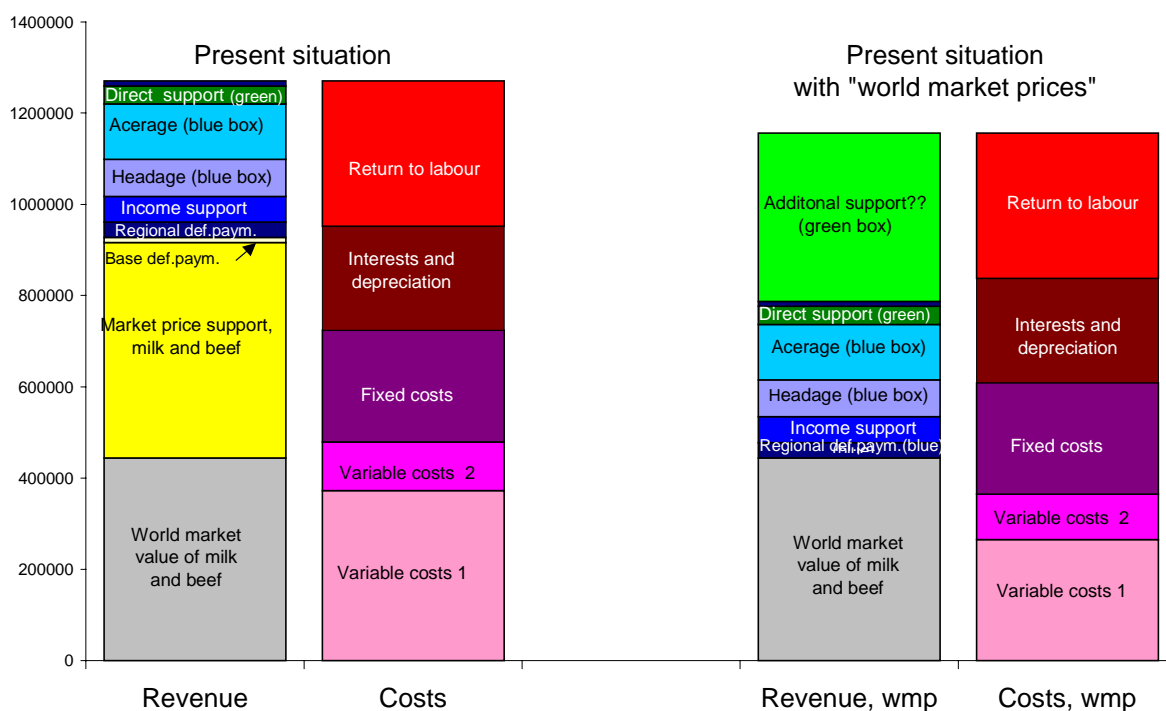 1400000
1200000
1000000
800000
600000
400000
200000
0
Present situation
Direct support (green)
Acerage (blue box)
Headage (blue box)
Income support
Regional def.paym.
Base def.paym.
Market price support,
milk and beef
World market
value of milk
and beef
Return to labour
Interests and
depreciation
Fixed costs
Variable costs 2
Variable costs 1
Present situation
with "world market prices"
Additonal support??
(green box)
Direct support (green)
Acerage (blue box)
Headage (blue box)
Income support
Regional def.paym.(blue)
World market
value of milk
and beef
Return to labour
Interests and
depreciation
Fixed costs
Variable costs 2
Variable costs 1
Revenue
Costs
Revenue, wmp
Costs, wmp